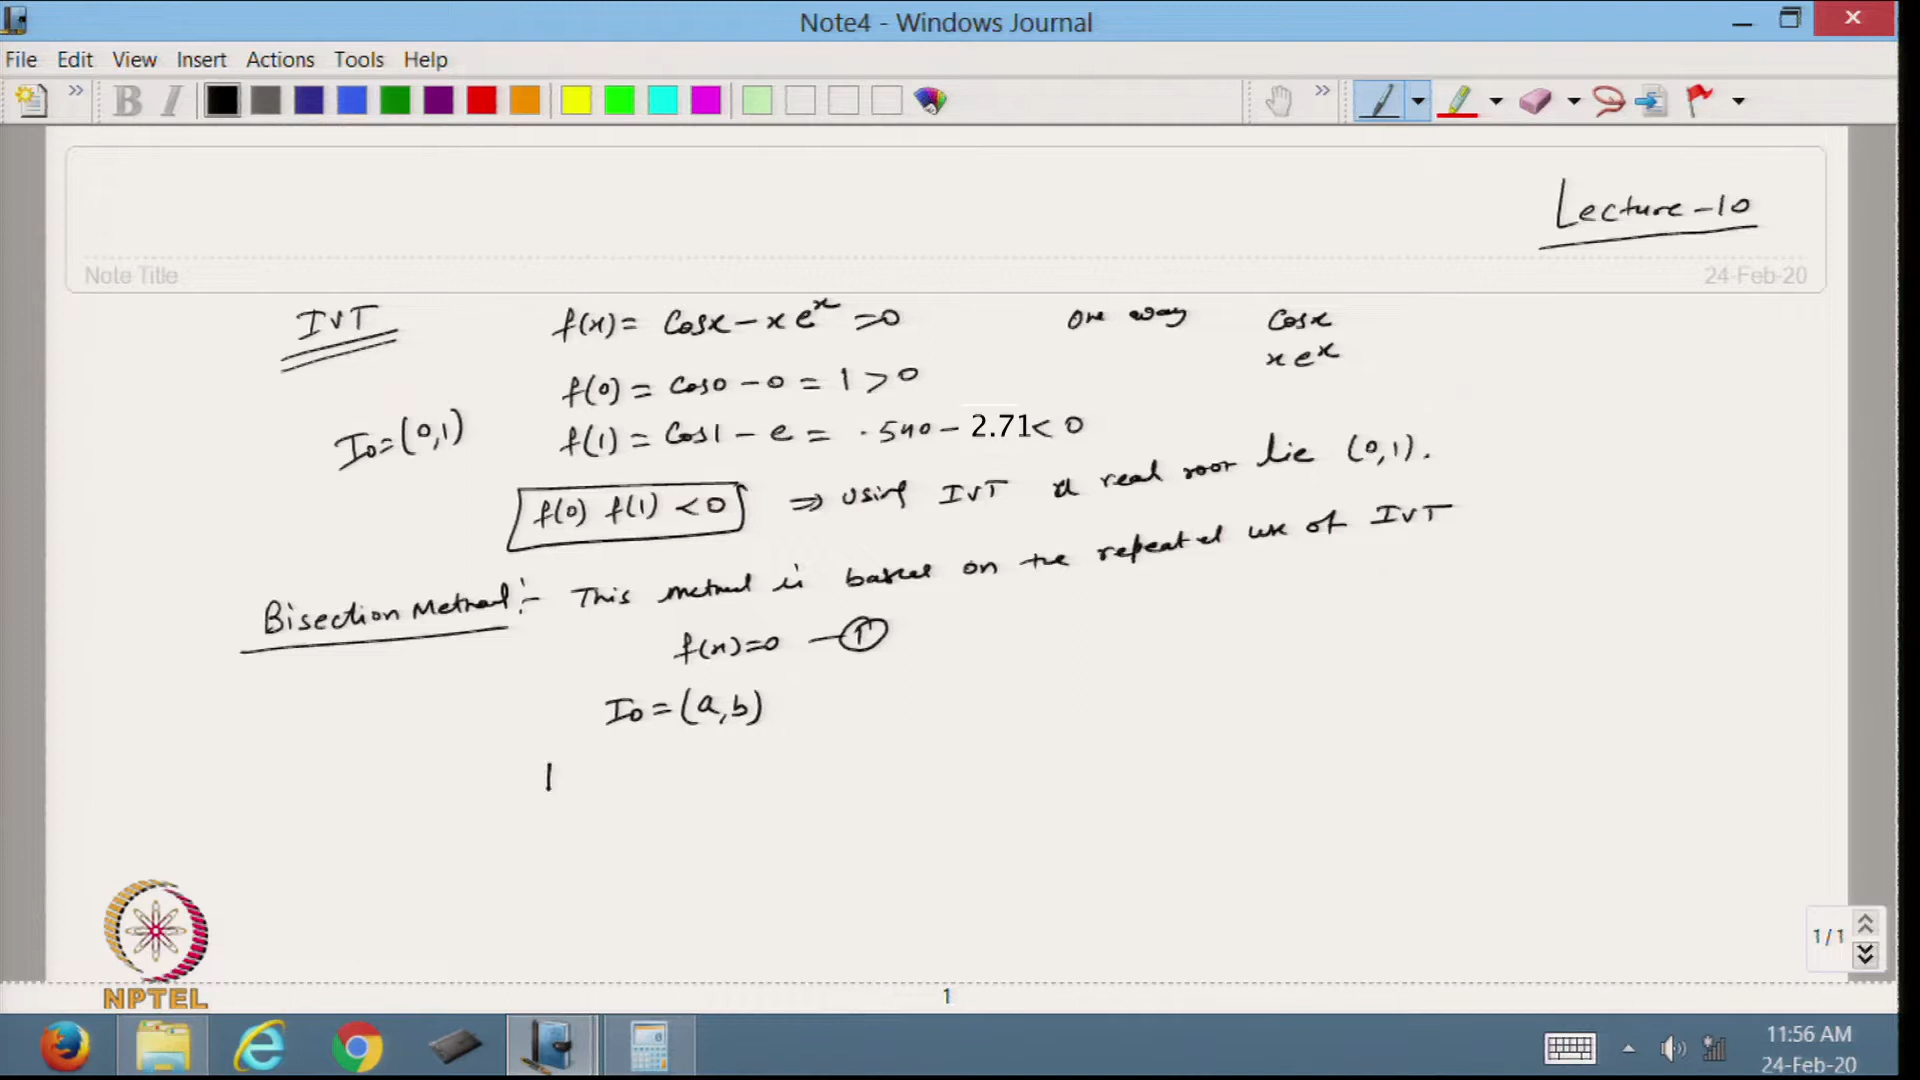 Note4 - Windows Journal
File Edit View Insert Actions Tools Help
B I
Lecture-10
Note Title
24-Feb-20
IVT f(x) = Cosx - x e^x = 0 one way Cosx
x e^x
f(0) = Cos0 - 0 = 1 > 0
I0 = (0,1) f(1) = Cos1 - e = .540 - 2.71 < 0
f(0) f(1) < 0 ⇒ using IVT a real root lie (0,1).
Bisection Method:- This method is based on the repeated use of IVT
f(x)=0 — 1
I0 = (a,b)
NPTEL
1/1
1
11:56 AM
24-Feb-20